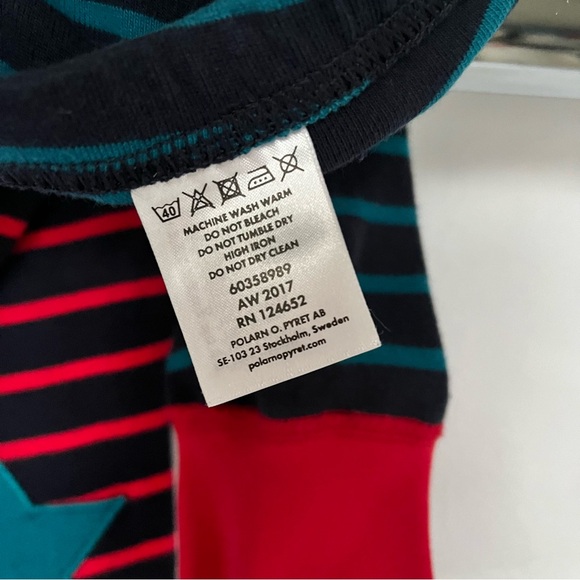 40
MACHINE WASH WARM
DO NOT BLEACH
DO NOT TUMBLE DRY
HIGH IRON
DO NOT DRY CLEAN
60358989
AW 2017
RN 124652
POLARN O. PYRET AB
SE-103 23 Stockholm, Sweden
polarnopyret.com